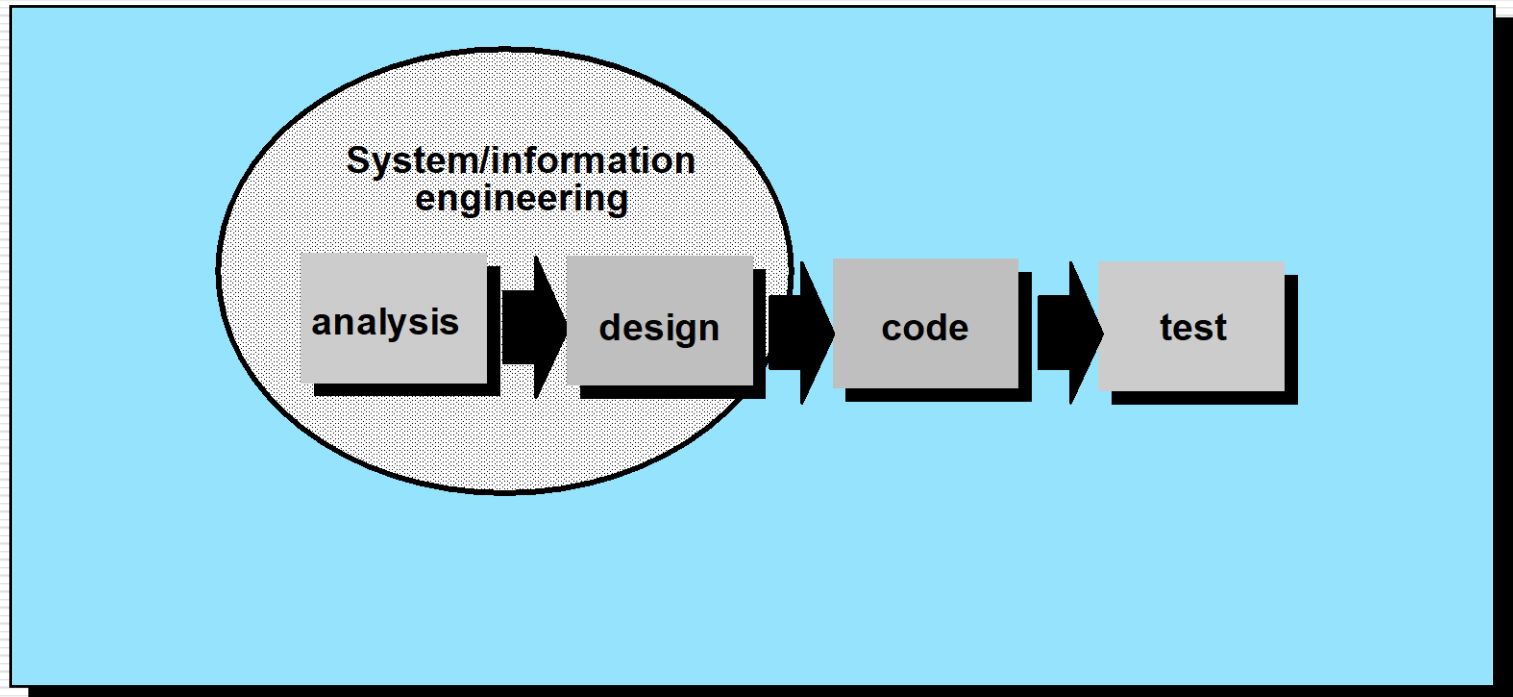 System/information
engineering
analysis
design
code
test